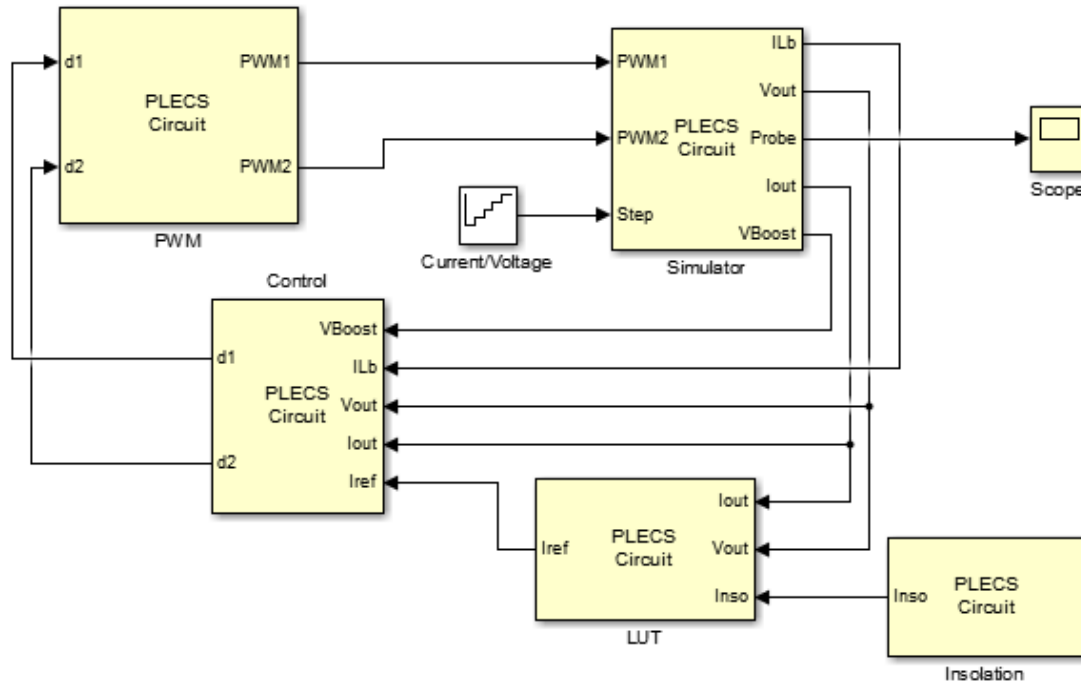 d1
d2
PLECS
Circuit
PWM1
PWM2
PWM
PWM1
PWM2
Step
PLECS
Circuit
ILb
Vout
Probe
Iout
VBoost
Simulator
Scope
Current/Voltage
Control
d1
d2
PLECS
Circuit
VBoost
ILb
Vout
Iout
Iref
Iref
PLECS
Circuit
Iout
Vout
Inso
LUT
Inso
PLECS
Circuit
Insolation